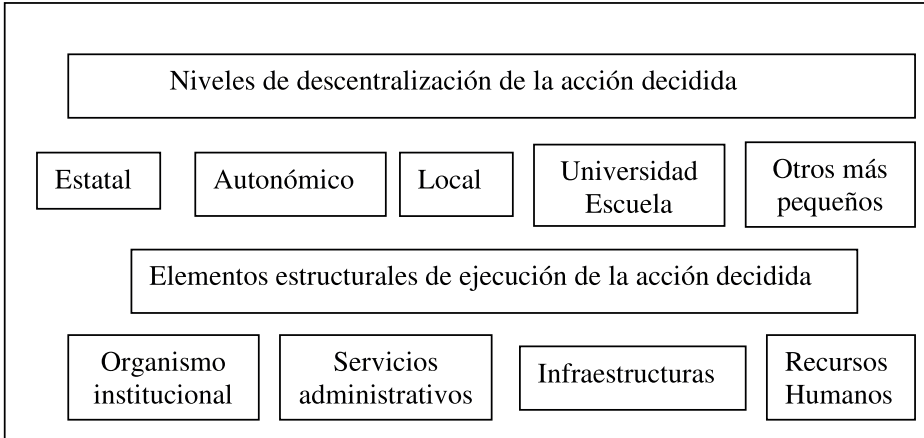 Niveles de descentralización de la acción decidida
Estatal
Autonómico
Local
Universidad
Escuela
Otros más
pequeños
Elementos estructurales de ejecución de la acción decidida
Organismo
institucional
Servicios
administrativos
Infraestructuras
Recursos
Humanos